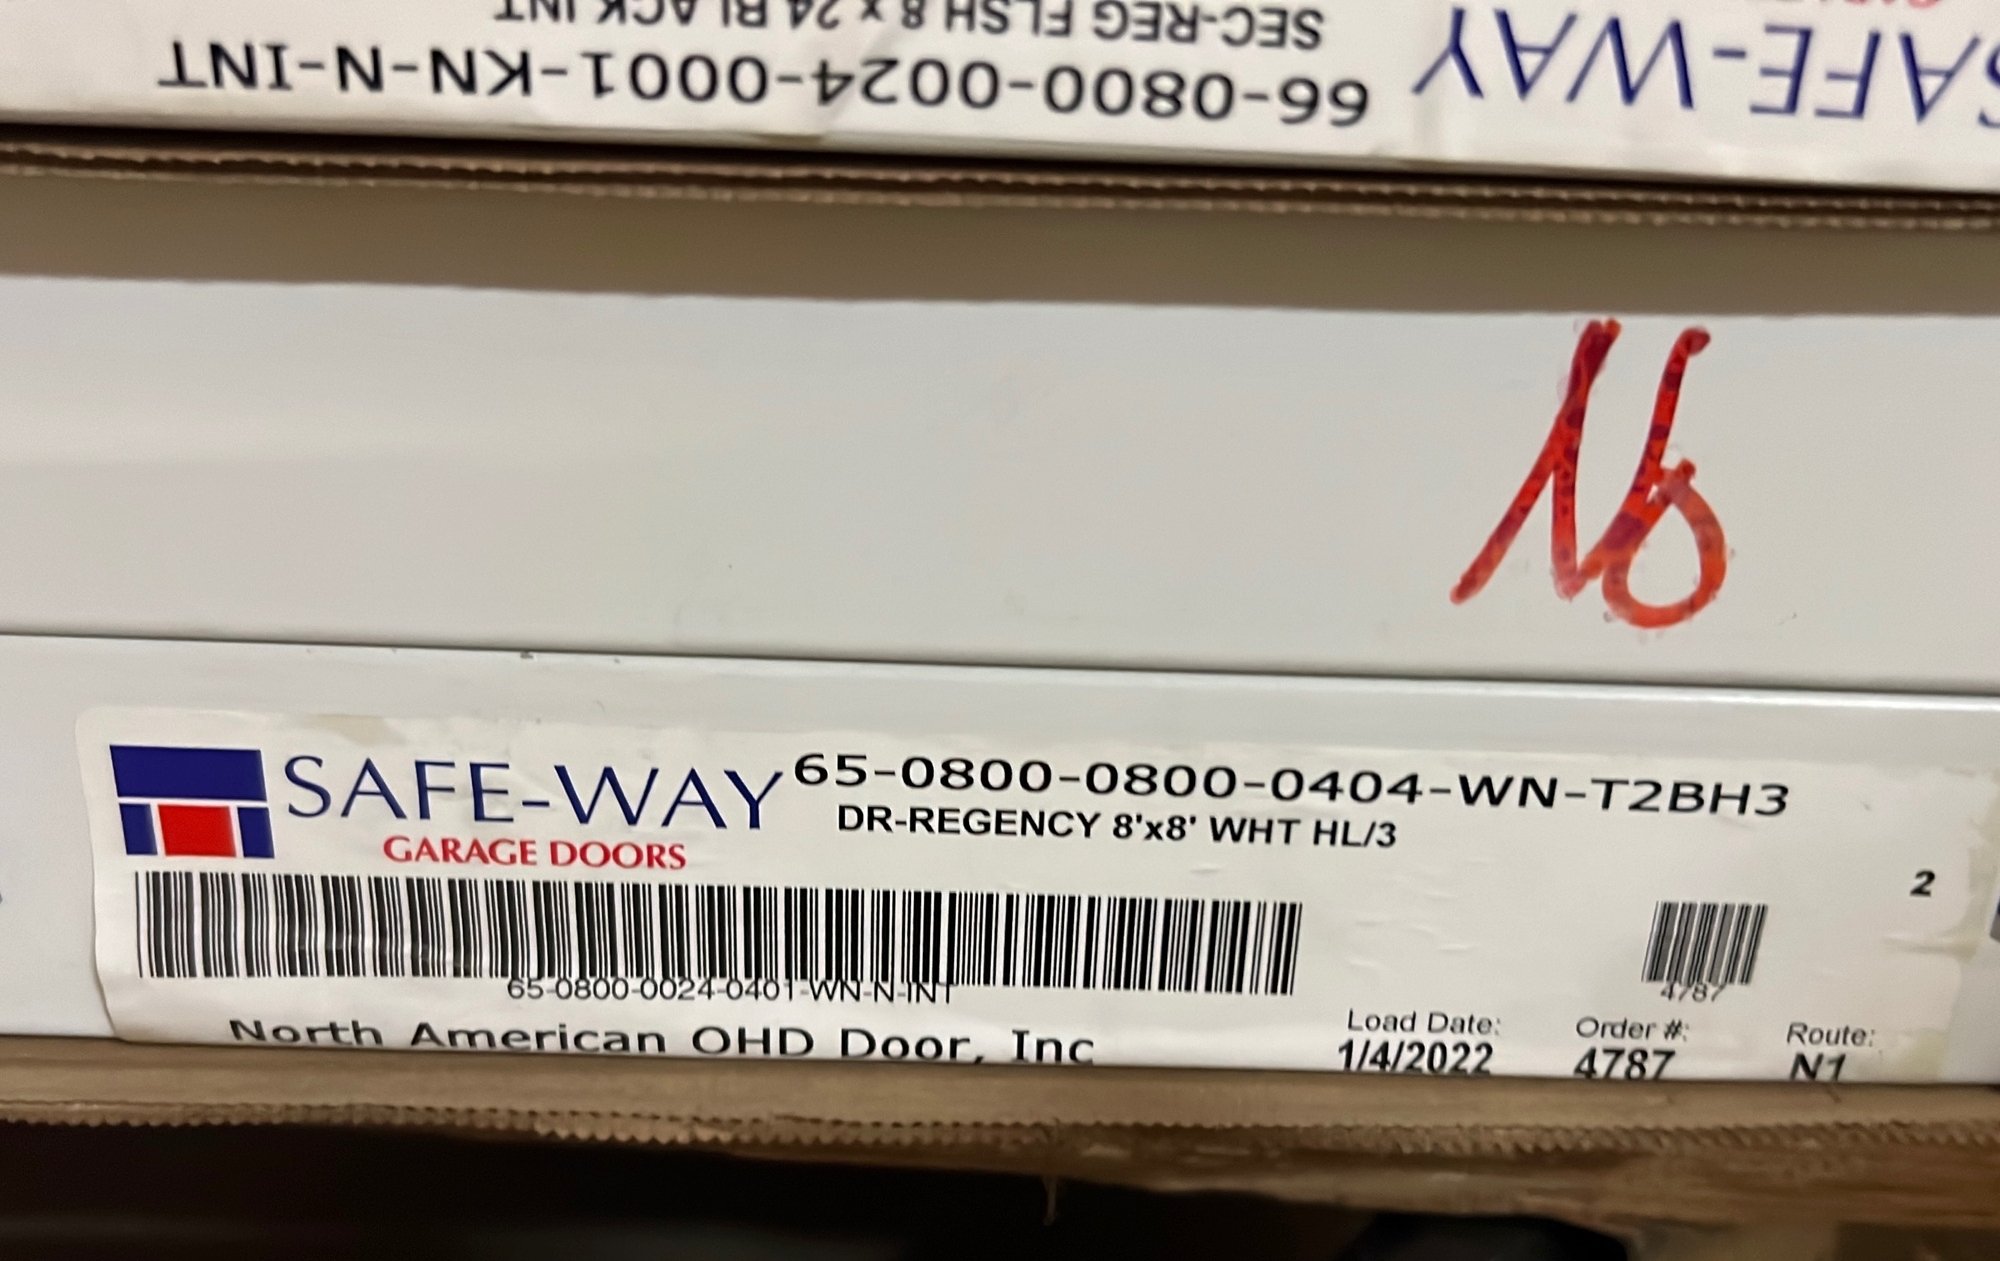 SEC-REG FLSH 8 x 24 BLACK INT
66-0800-0024-0001-KN-N-INT
SAFE-WAY
No
SAFE-WAY
GARAGE DOORS
65-0800-0800-0404-WN-T2BH3
DR-REGENCY 8'x8' WHT HL/3
2
65-0800-0024-0401-WN-N-INT
4787
North American OHD Door, Inc
Load Date:
1/4/2022
Order #:
4787
Route:
N1